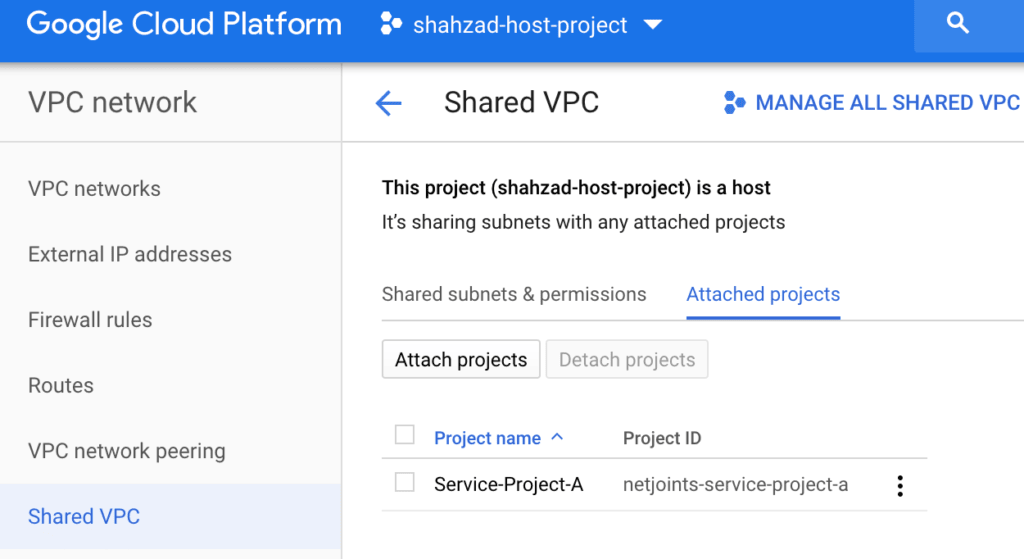 Google Cloud Platform
shahzad-host-project
VPC network
Shared VPC
MANAGE ALL SHARED VPC
VPC networks
External IP addresses
Firewall rules
Routes
VPC network peering
Shared VPC
This project (shahzad-host-project) is a host
It’s sharing subnets with any attached projects
Shared subnets & permissions
Attached projects
Attach projects
Detach projects
Project name
Project ID
Service-Project-A
netjoints-service-project-a